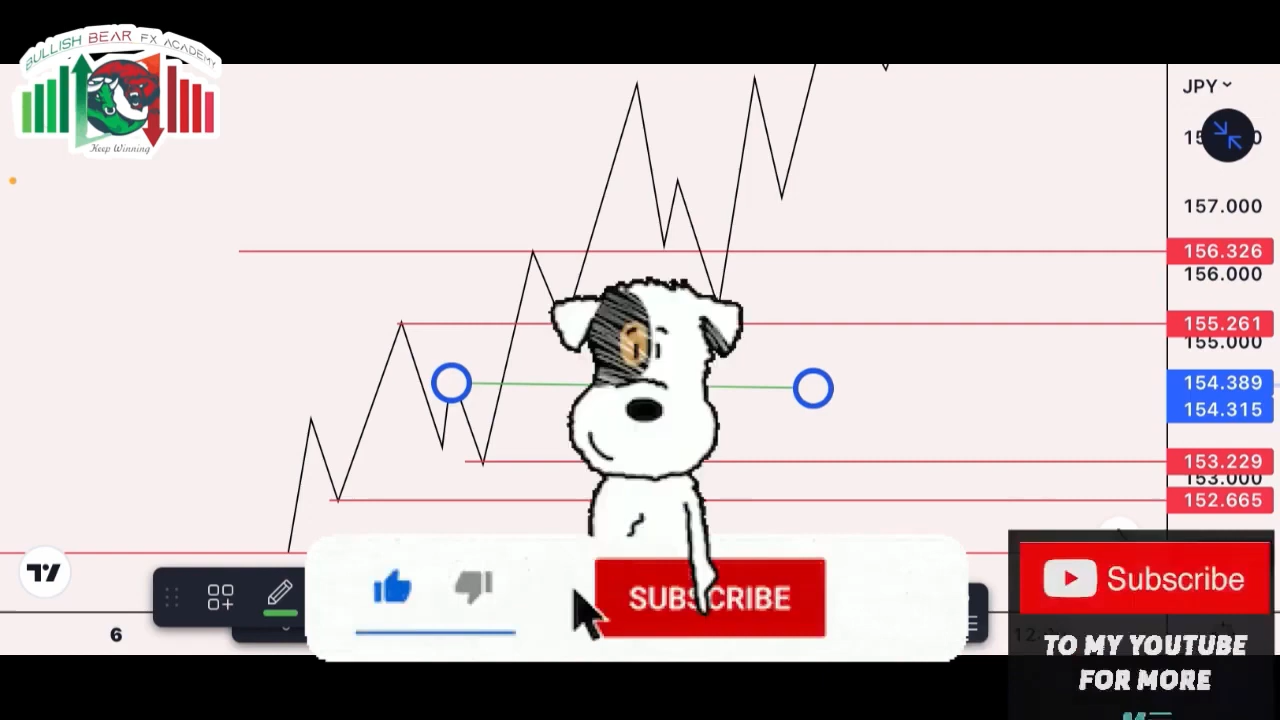 BULLISH BEAR FX ACADEMY
Keep Winning
JPY
157.000
156.326
156.000
155.261
155.000
154.389
154.315
153.229
153.000
152.665
6
SUBSCRIBE
Subscribe
TO MY YOUTUBE
FOR MORE